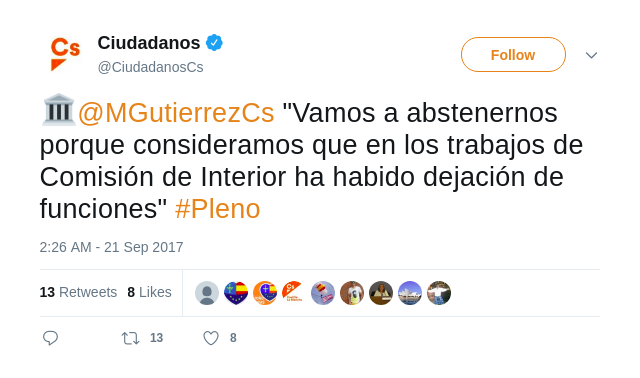 Cs
Ciudadanos
@CiudadanosCs
Follow
@MGutierrezCs "Vamos a abstenernos
porque consideramos que en los trabajos de
Comisión de Interior ha habido dejación de
funciones" #Pleno
2:26 AM - 21 Sep 2017
13 Retweets 8 Likes
13 8